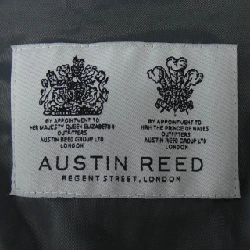 BY APPOINTMENT TO
HER MAJESTY QUEEN ELIZABETH II
OUTFITTERS
AUSTIN REED GROUP LTD
LONDON
BY APPOINTMENT TO
HRH THE PRINCE OF WALES
OUTFITTERS
AUSTIN REED GROUP LTD
LONDON
AUSTIN REED
REGENT STREET, LONDON